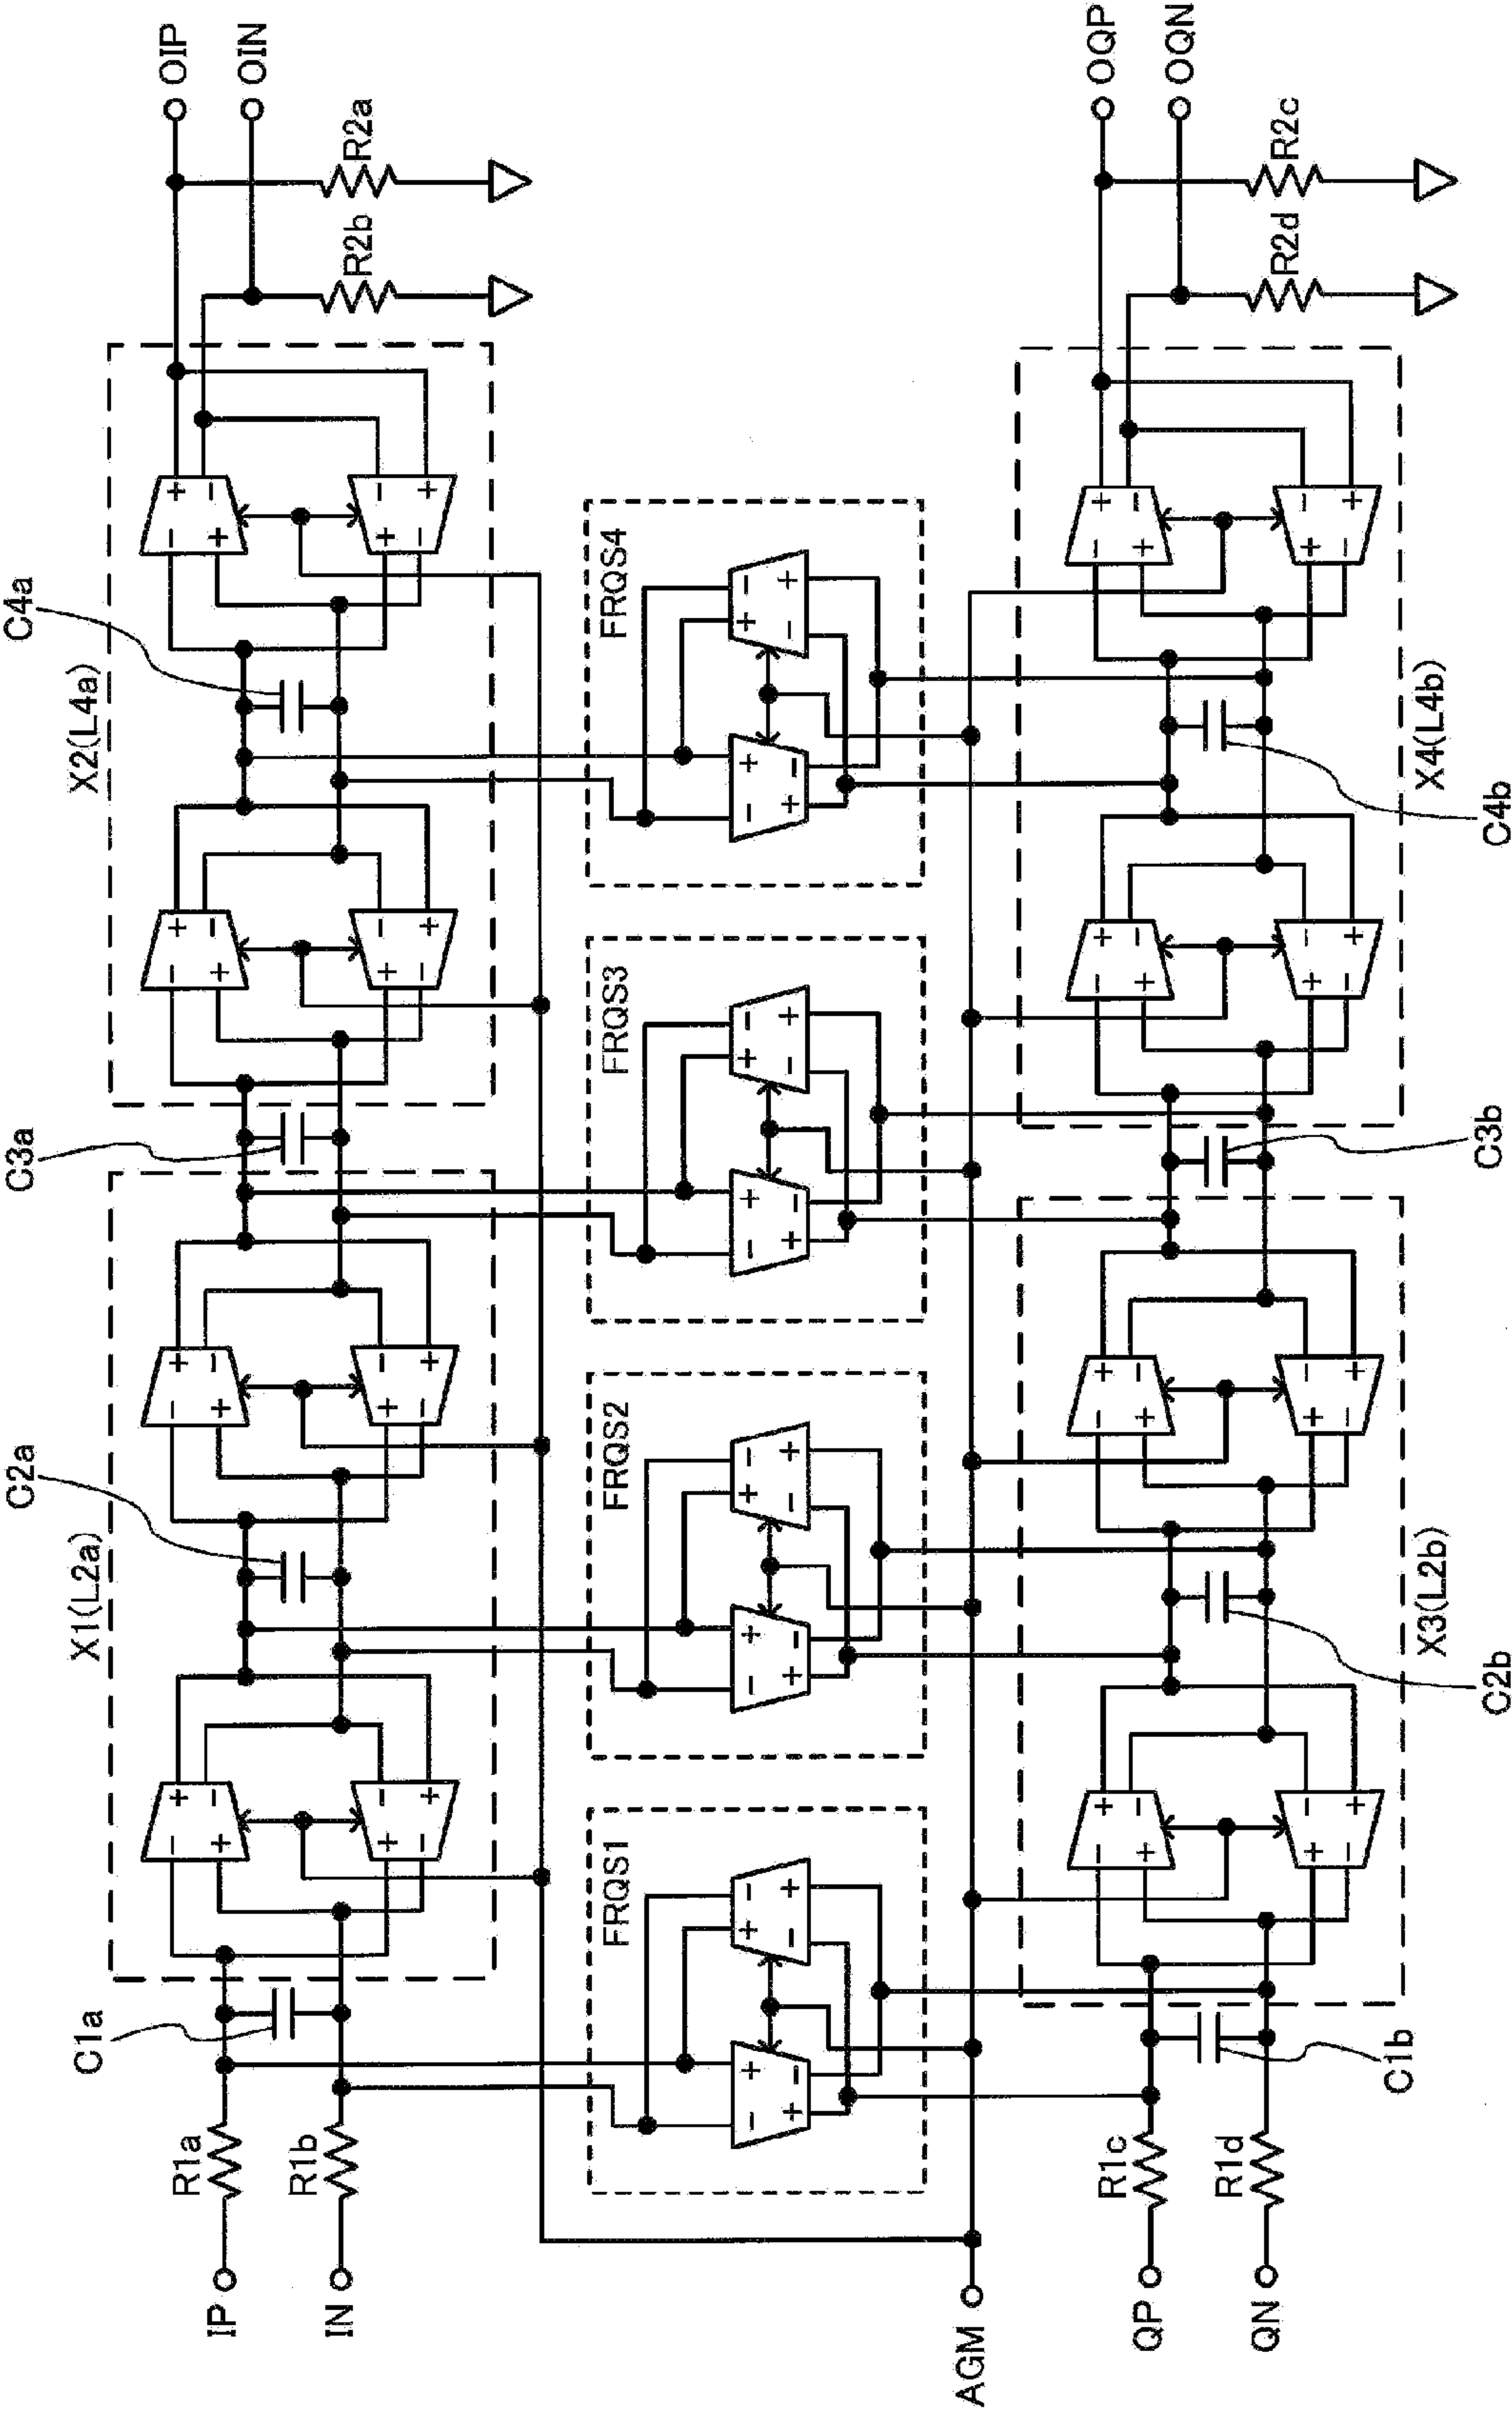 OIP
OIN
R2a
R2b
C4a
X2(L4a)
C3a
C2a
X1(L2a)
C1a
R1a
R1b
IP
IN
FRQS4
FRQS3
FRQS2
FRQS1
AGM
OQP
OQN
R2c
R2d
X4(L4b)
C4b
C3b
X3(L2b)
C2b
C1b
R1c
R1d
QP
QN